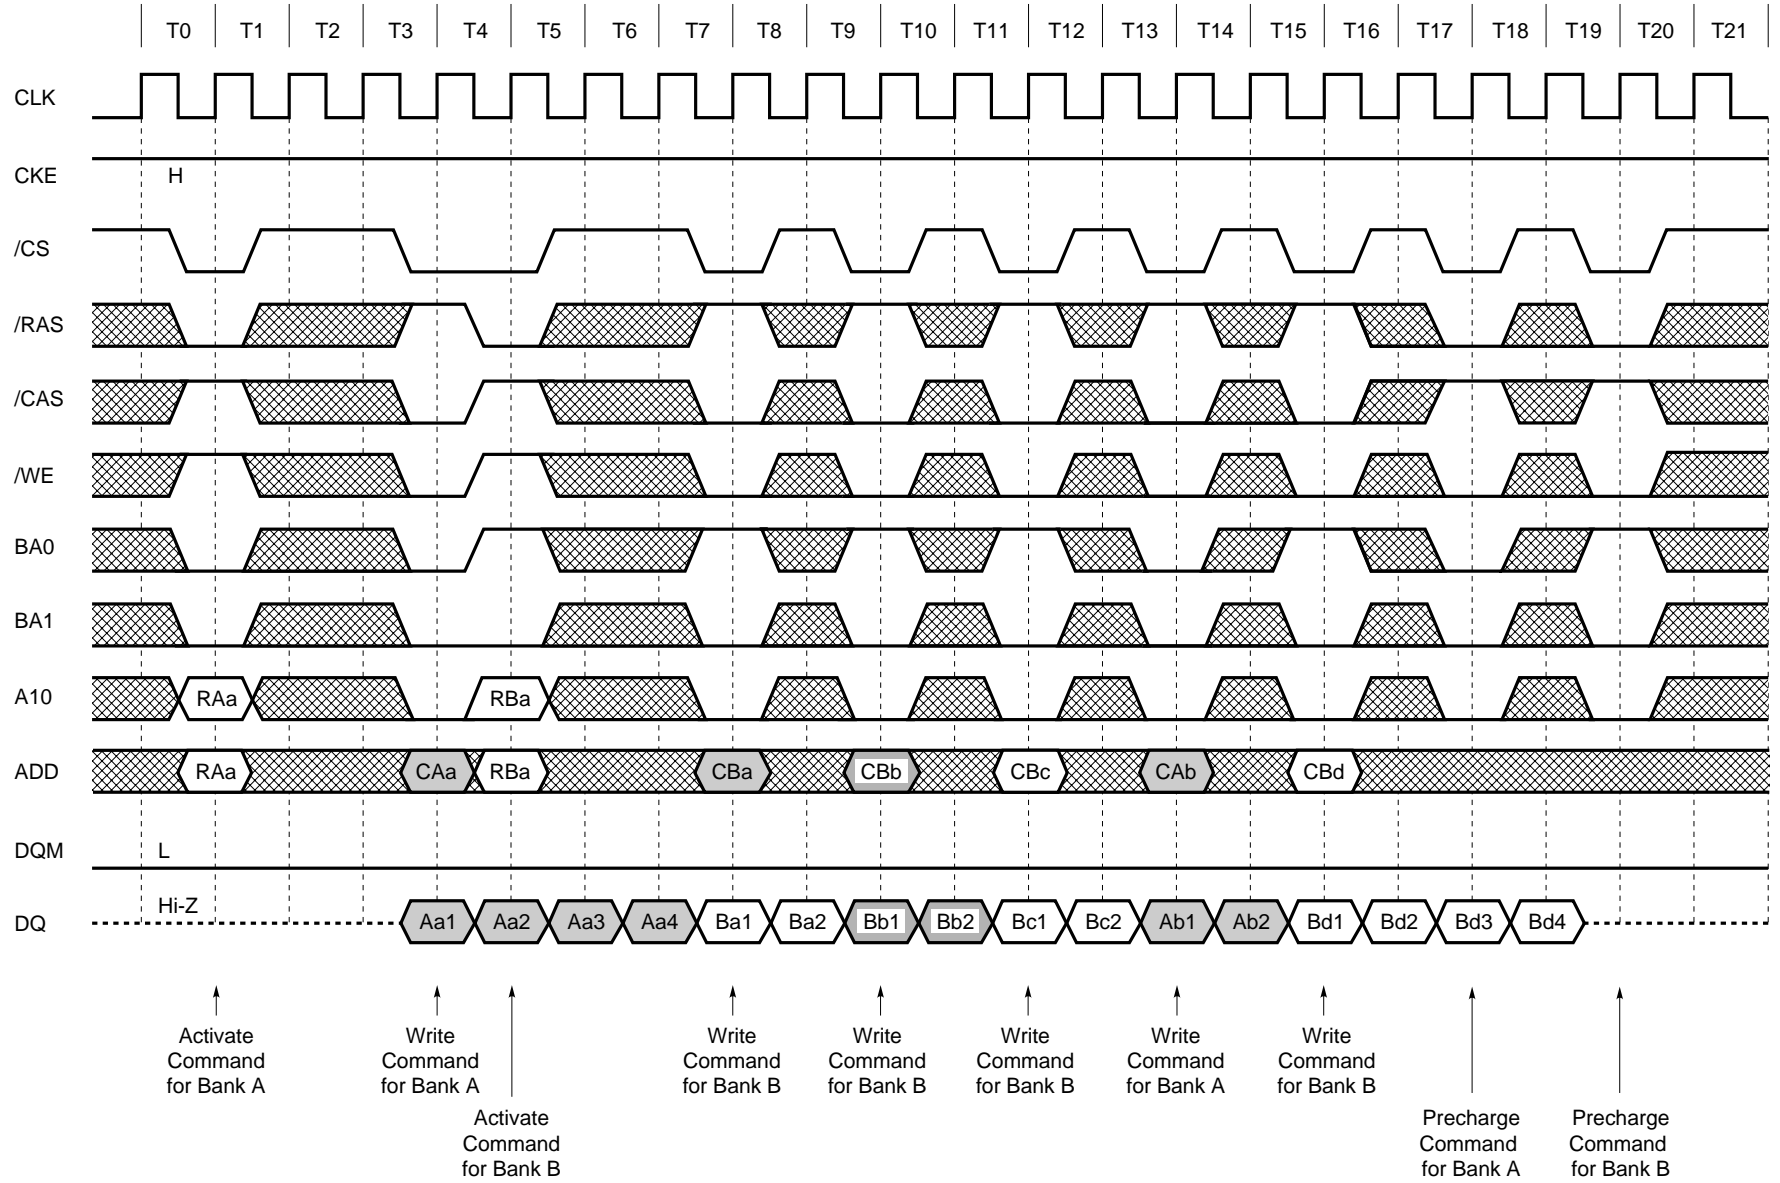 T0 T1 T2 T3 T4 T5 T6 T7 T8 T9 T10 T11 T12 T13 T14 T15 T16 T17 T18 T19 T20 T21
CLK
CKE H
/CS
/RAS
/CAS
/WE
BA0
BA1
A10 RAa RBa
ADD RAa CAa RBa CBa CBb CBc CAb CBd
DQM L
Hi-Z
DQ Aa1 Aa2 Aa3 Aa4 Ba1 Ba2 Bb1 Bb2 Bc1 Bc2 Ab1 Ab2 Bd1 Bd2 Bd3 Bd4
Activate
Command
for Bank A
Write
Command
for Bank A
Activate
Command
for Bank B
Write
Command
for Bank B
Write
Command
for Bank B
Write
Command
for Bank B
Write
Command
for Bank A
Write
Command
for Bank B
Precharge
Command
for Bank A
Precharge
Command
for Bank B